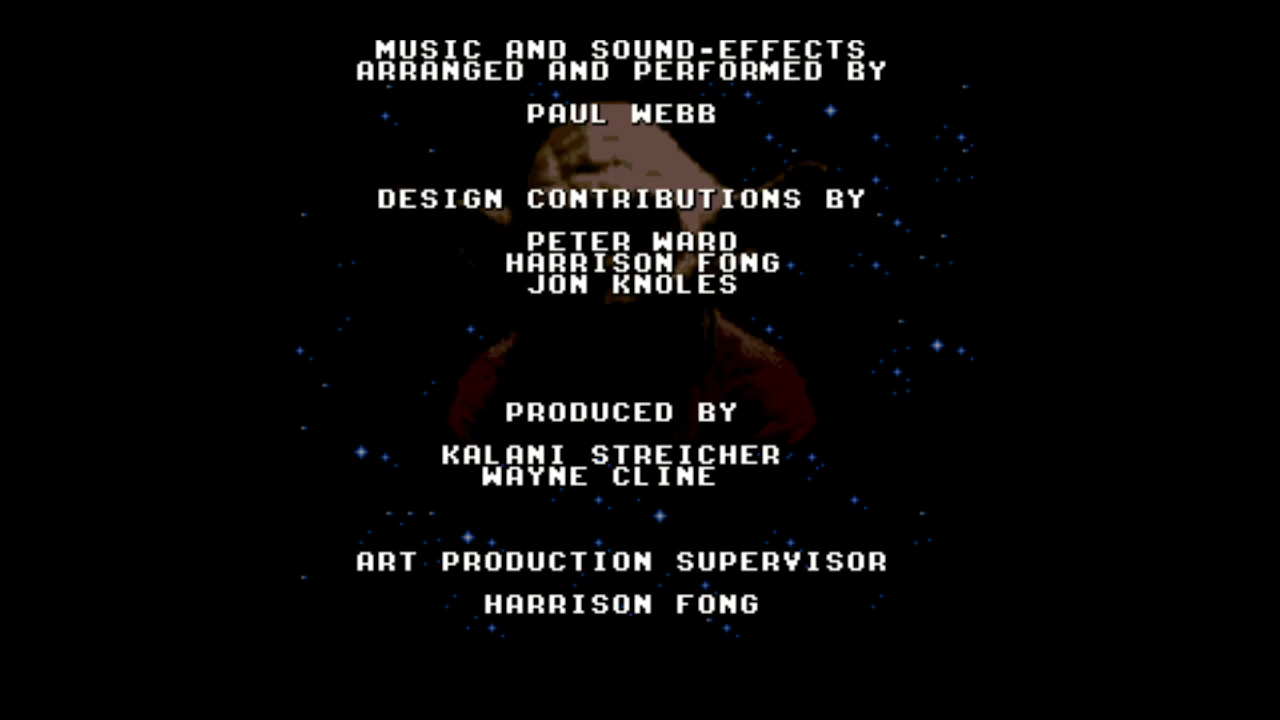 MUSIC AND SOUND-EFFECTS
ARRANGED AND PERFORMED BY
PAUL WEBB
DESIGN CONTRIBUTIONS BY
PETER WARD
HARRISON FONG
JON KNOLES
PRODUCED BY
KALANI STREICHER
WAYNE CLINE
ART PRODUCTION SUPERVISOR
HARRISON FONG